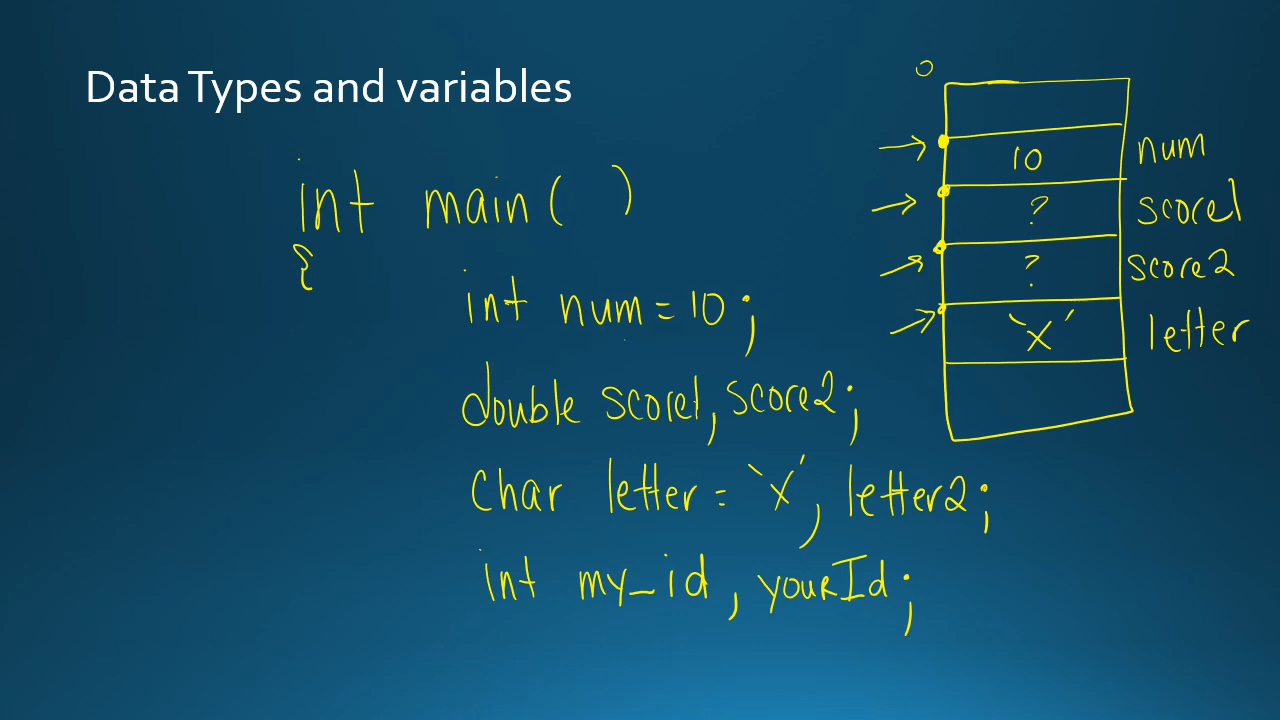 Data Types and variables
int main( )
{
int num = 10;
double score1, score2;
char letter = 'X', letter2;
int my_id, yourId;
0
10 num
? score1
? score2
'X' letter